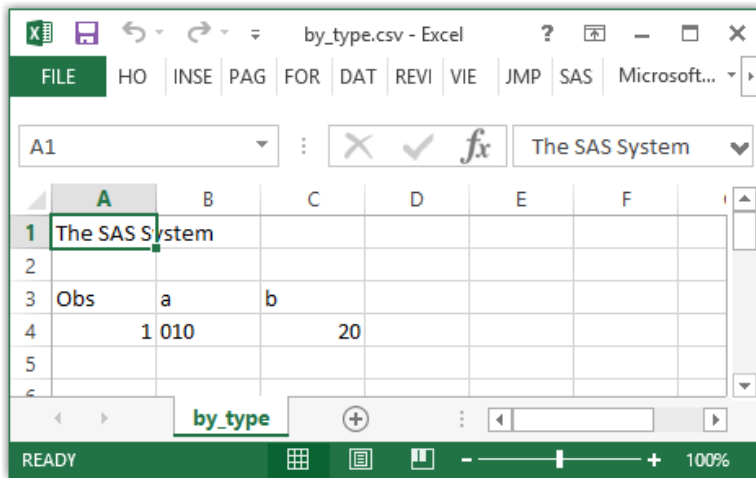 by_type.csv - Excel ?
FILE HO INSE PAG FOR DAT REVI VIE JMP SAS Microsoft...
A1 fx The SAS System
A B C D E F
1 The SAS System
2
3 Obs a b
4 1 010 20
5
by_type
READY 100%